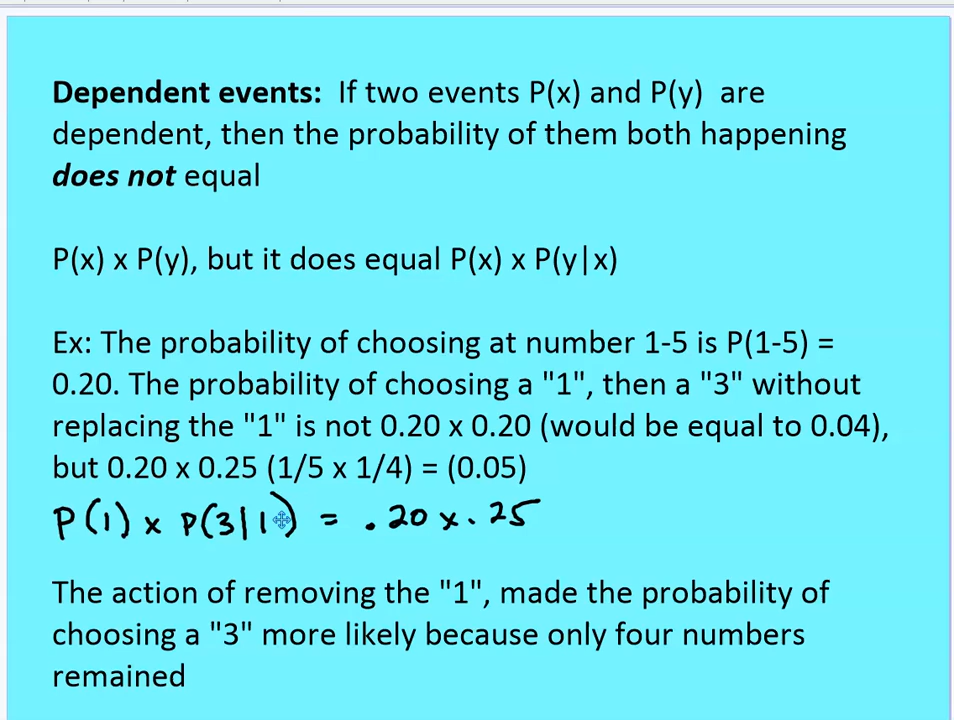 Dependent events: If two events P(x) and P(y) are
dependent, then the probability of them both happening
does not equal
P(x) x P(y), but it does equal P(x) x P(y|x)
Ex: The probability of choosing at number 1-5 is P(1-5) =
0.20. The probability of choosing a "1", then a "3" without
replacing the "1" is not 0.20 x 0.20 (would be equal to 0.04),
but 0.20 x 0.25 (1/5 x 1/4) = (0.05)
P(1) x P(3|1) = .20 x .25
The action of removing the "1", made the probability of
choosing a "3" more likely because only four numbers
remained